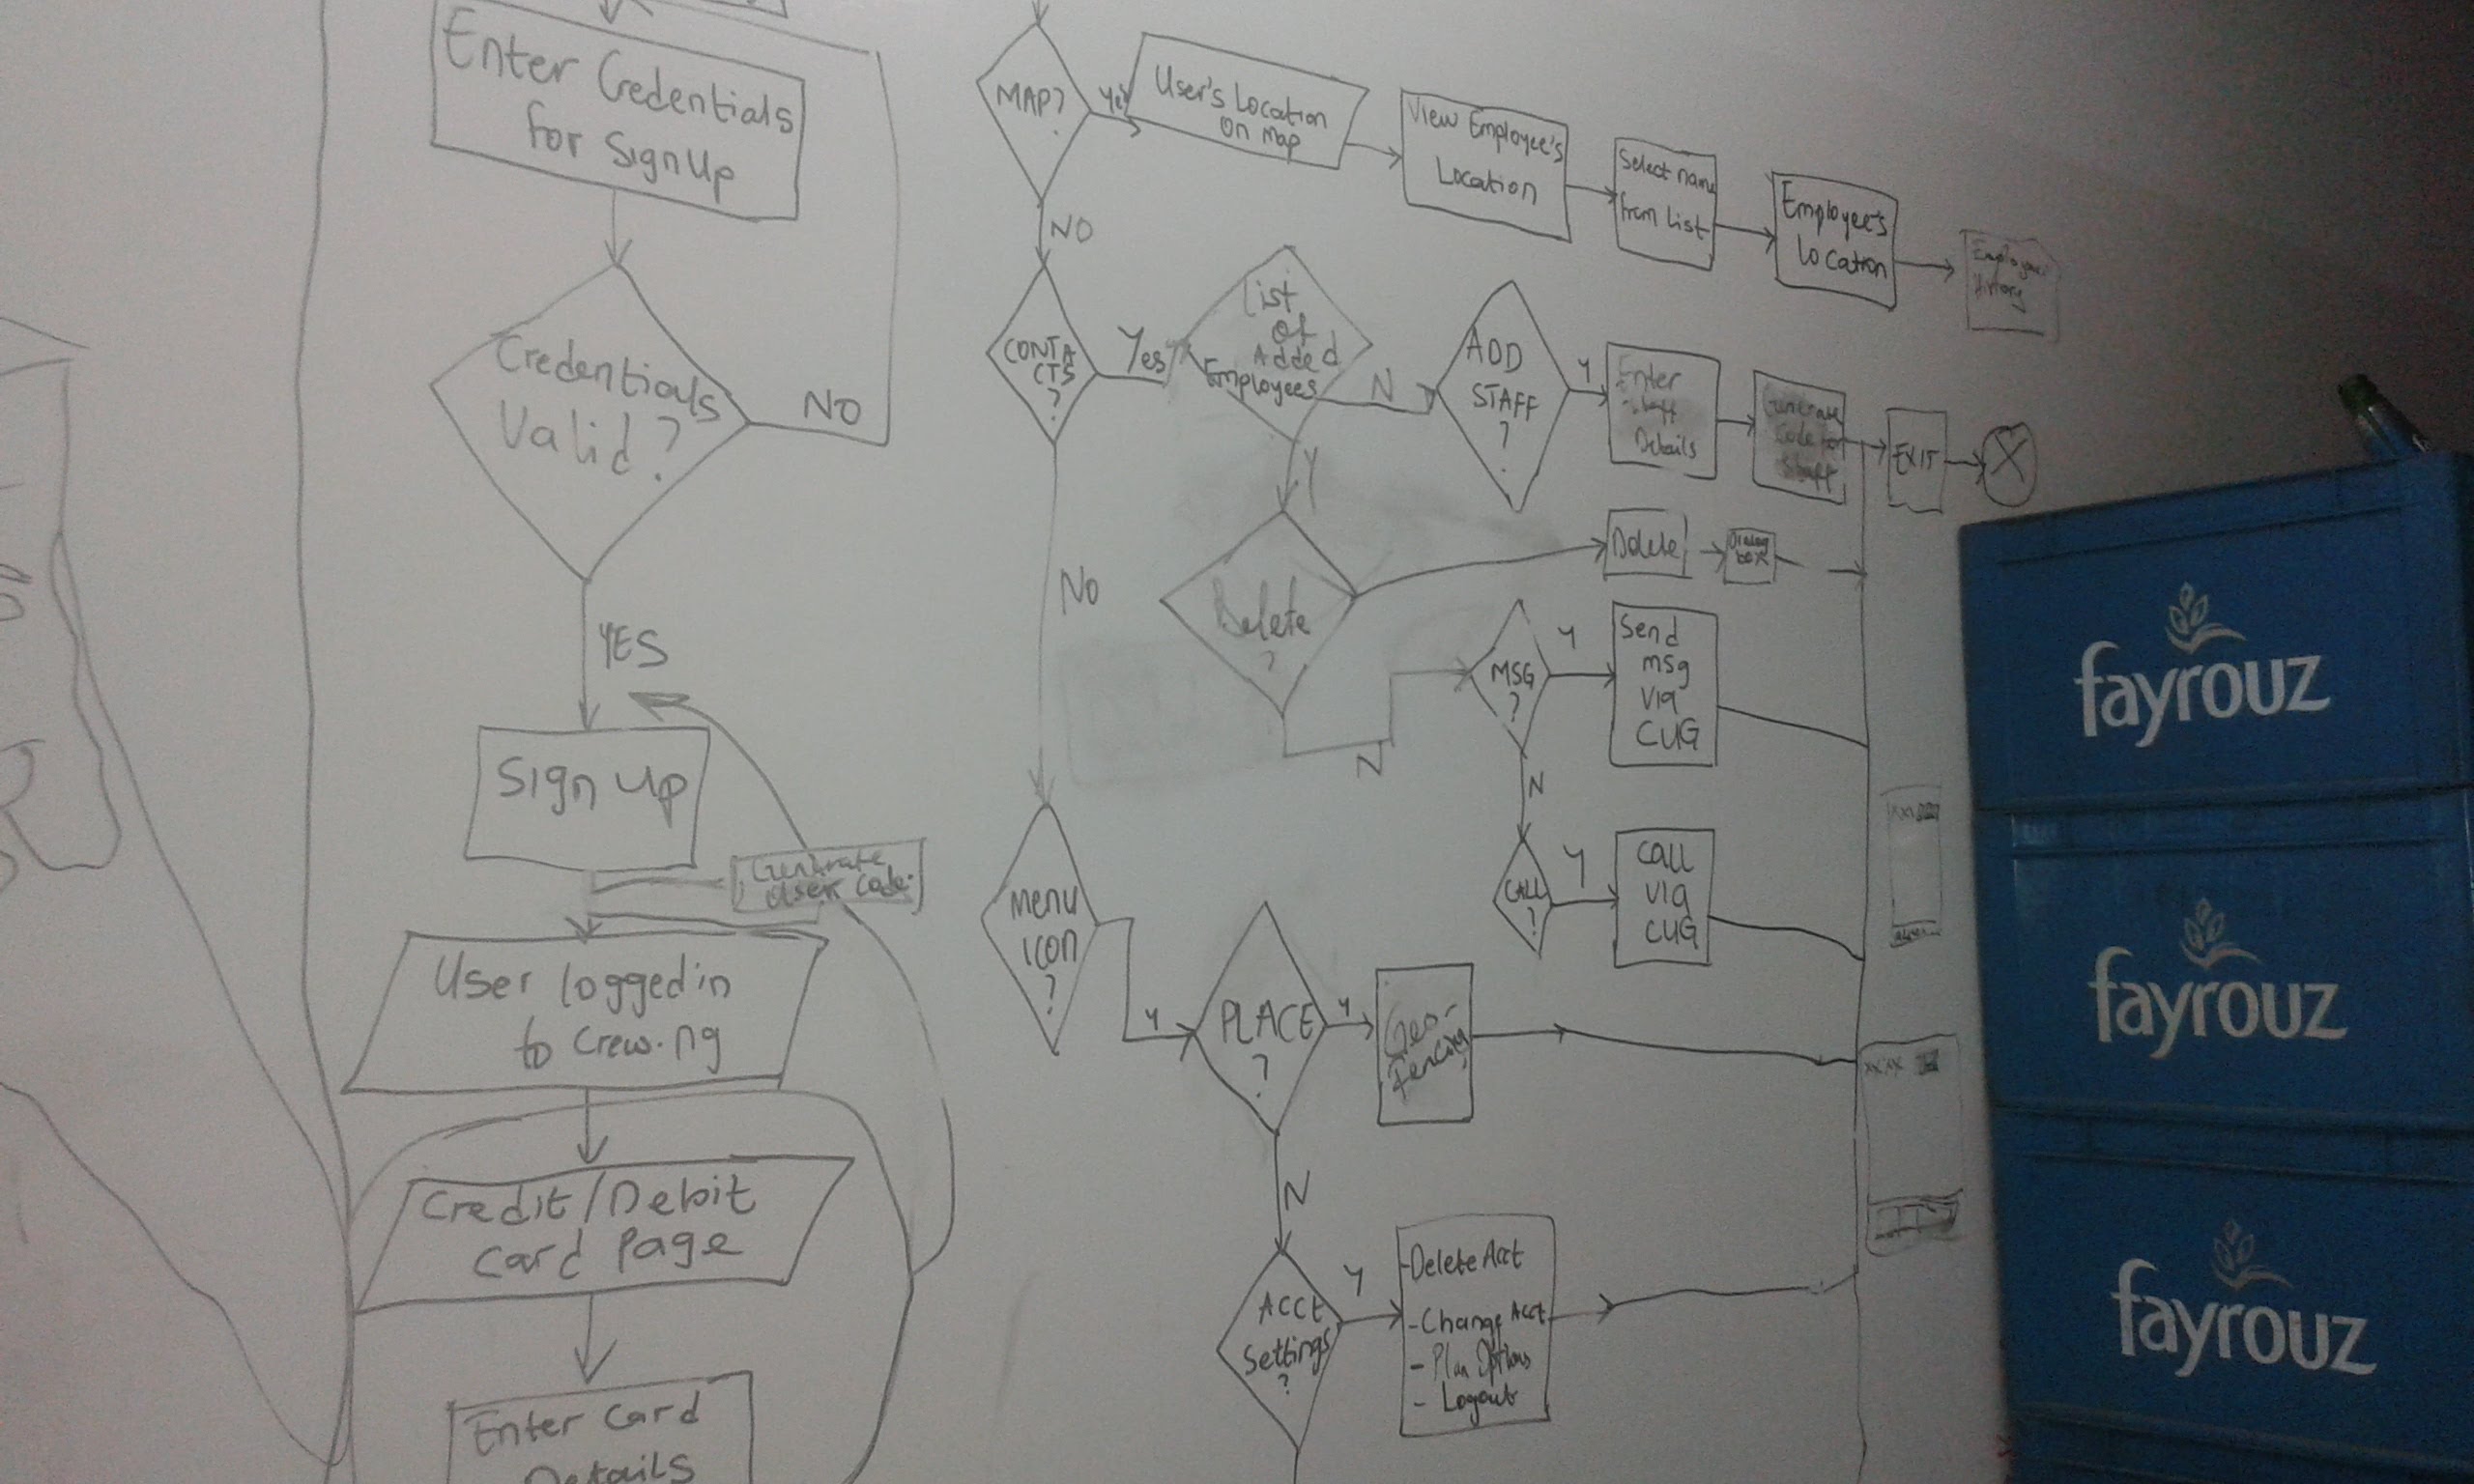 Enter Credentials
for SignUp
Credentials
Valid?
NO
YES
Sign up
Generate
User Code.
User loggedin
to Crew.ng
Credit/Debit
Card Page
Enter Card
Details
MAP?
Yes
User's Location
On Map
View Employee's
Location
Select name
from List
Employee's
Location
Employee
History
NO
CONTA
CTS
?
Yes
List
of
Added
Employees
N
ADD
STAFF
?
Y
Enter
Staff
Details
Generate
Code for
Staff
EXIT
X
Y
Delete
?
Delete
Dialog
box
N
MSG
?
Y
Send
msg
via
CUG
N
CALL
?
Y
Call
via
CUG
NO
Menu
icon
?
Y
PLACE
?
Y
Geo-
Fencing
N
Acct
Settings
?
Y
-Delete Acct
-Change Acct
- Plan Options
- Logout
fayrouz
fayrouz
fayrouz